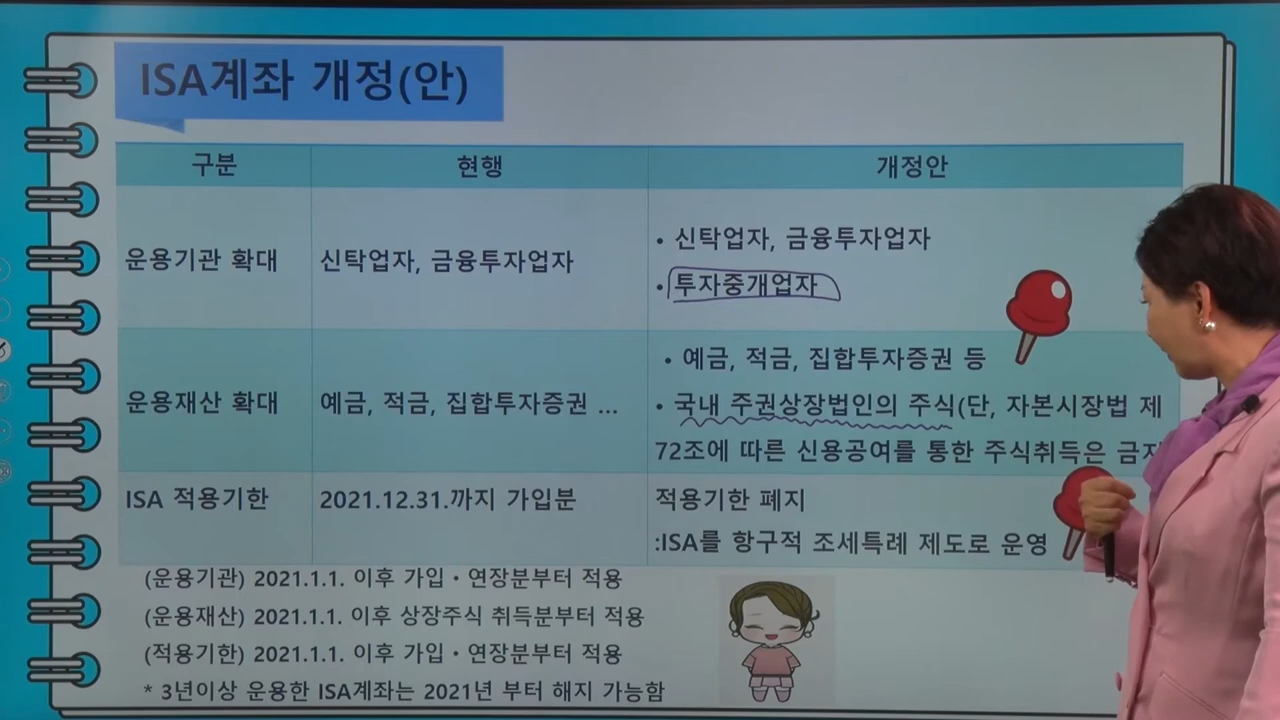 ISA계좌 개정(안)
구분 현행 개정안
운용기관 확대 신탁업자, 금융투자업자
• 신탁업자, 금융투자업자
• 투자중개업자
운용재산 확대 예금, 적금, 집합투자증권 ...
• 예금, 적금, 집합투자증권 등
• 국내 주권상장법인의 주식(단, 자본시장법 제
72조에 따른 신용공여를 통한 주식취득은
ISA 적용기한 2021.12.31.까지 가입분
적용기한 폐지
:ISA를 항구적 조세특례 제도로 운영
(운용기관) 2021.1.1. 이후 가입・연장분부터 적용
(운용재산) 2021.1.1. 이후 상장주식 취득분부터 적용
(적용기한) 2021.1.1. 이후 가입・연장분부터 적용
* 3년이상 운용한 ISA계좌는 2021년 부터 해지 가능함